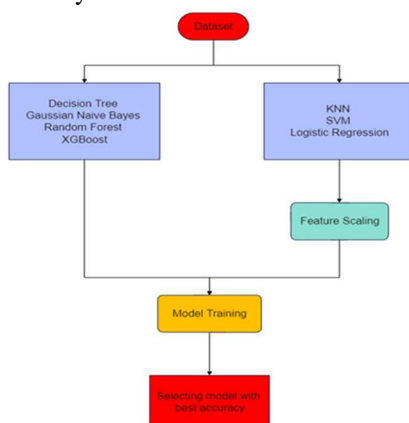 Dataset
Decision Tree
Gaussian Naive Bayes
Random Forest
XGBoost
KNN
SVM
Logistic Regression
Feature Scaling
Model Training
Selecting model with
best accuracy